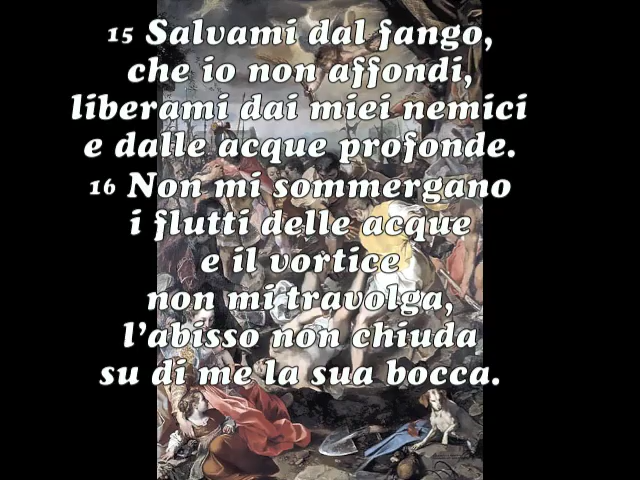 15 Salvami dal fango,
che io non affondi,
liberami dai miei nemici
e dalle acque profonde.
16 Non mi sommergano
i flutti delle acque
e il vortice
non mi travolga,
l'abisso non chiuda
su di me la sua bocca.